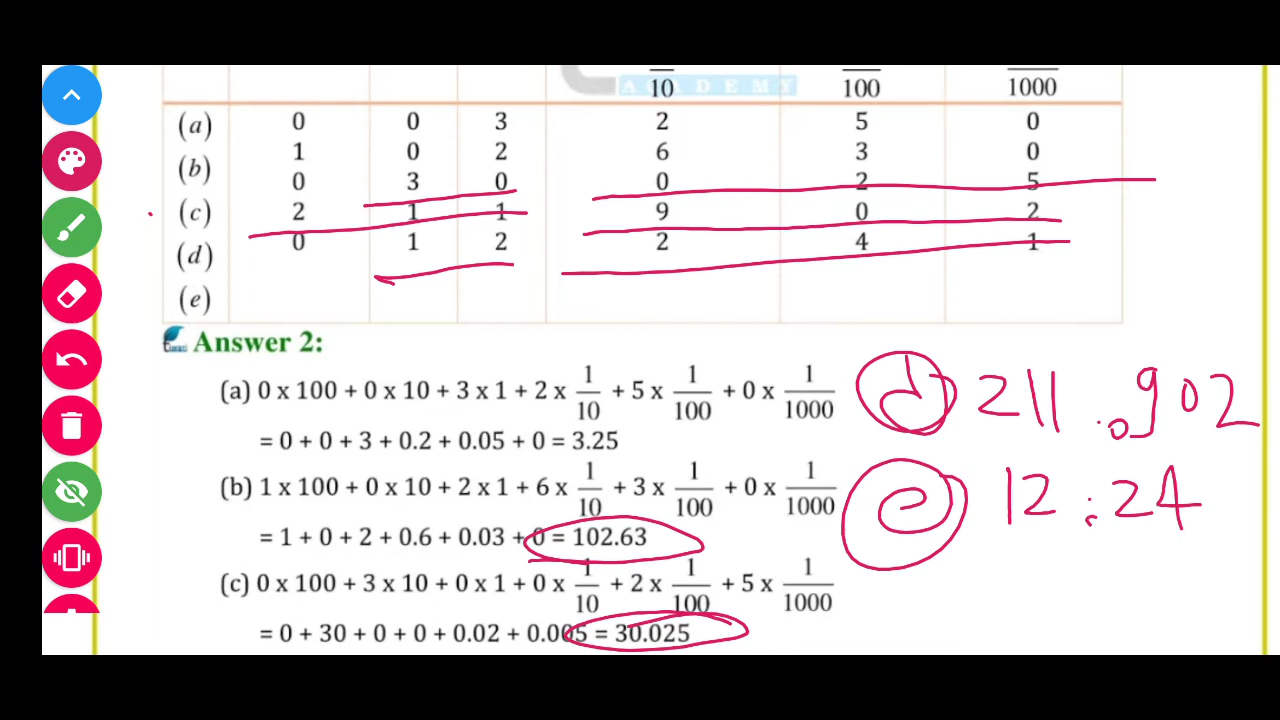 ACADEMY
10 100 1000
(a) 0 0 3 2 5 0
(b) 1 0 2 6 3 0
0 3 0 0 2 5
(c) 2 1 1 9 0 2
(d) 0 1 2 2 4 1
(e)
Answer 2:
(a) 0 x 100 + 0 x 10 + 3 x 1 + 2 x 1/10 + 5 x 1/100 + 0 x 1/1000
= 0 + 0 + 3 + 0.2 + 0.05 + 0 = 3.25
(b) 1 x 100 + 0 x 10 + 2 x 1 + 6 x 1/10 + 3 x 1/100 + 0 x 1/1000
= 1 + 0 + 2 + 0.6 + 0.03 + 0 = 102.63
(c) 0 x 100 + 3 x 10 + 0 x 1 + 0 x 1/10 + 2 x 1/100 + 5 x 1/1000
= 0 + 30 + 0 + 0 + 0.02 + 0.005 = 30.025
d 211.902
e 12.24